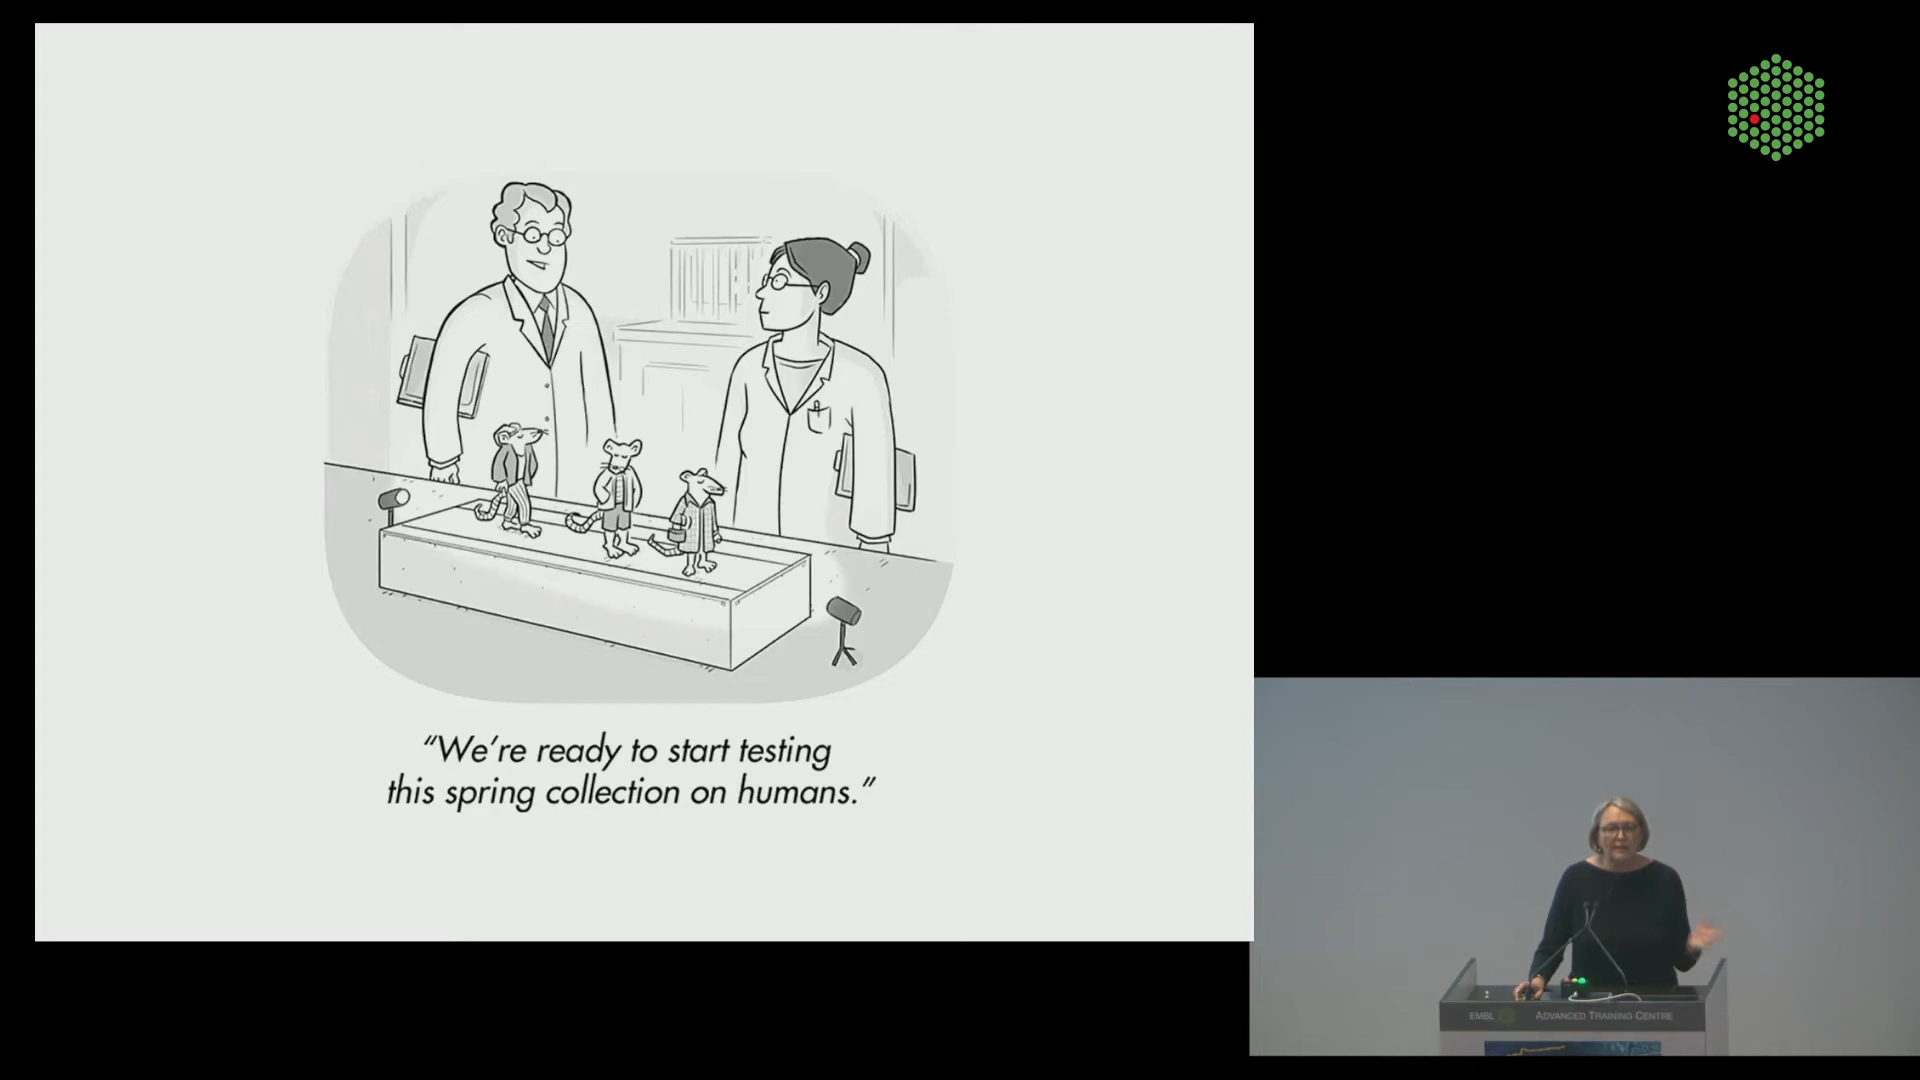 “We’re ready to start testing
this spring collection on humans.”
EMBL ADVANCED TRAINING CENTRE